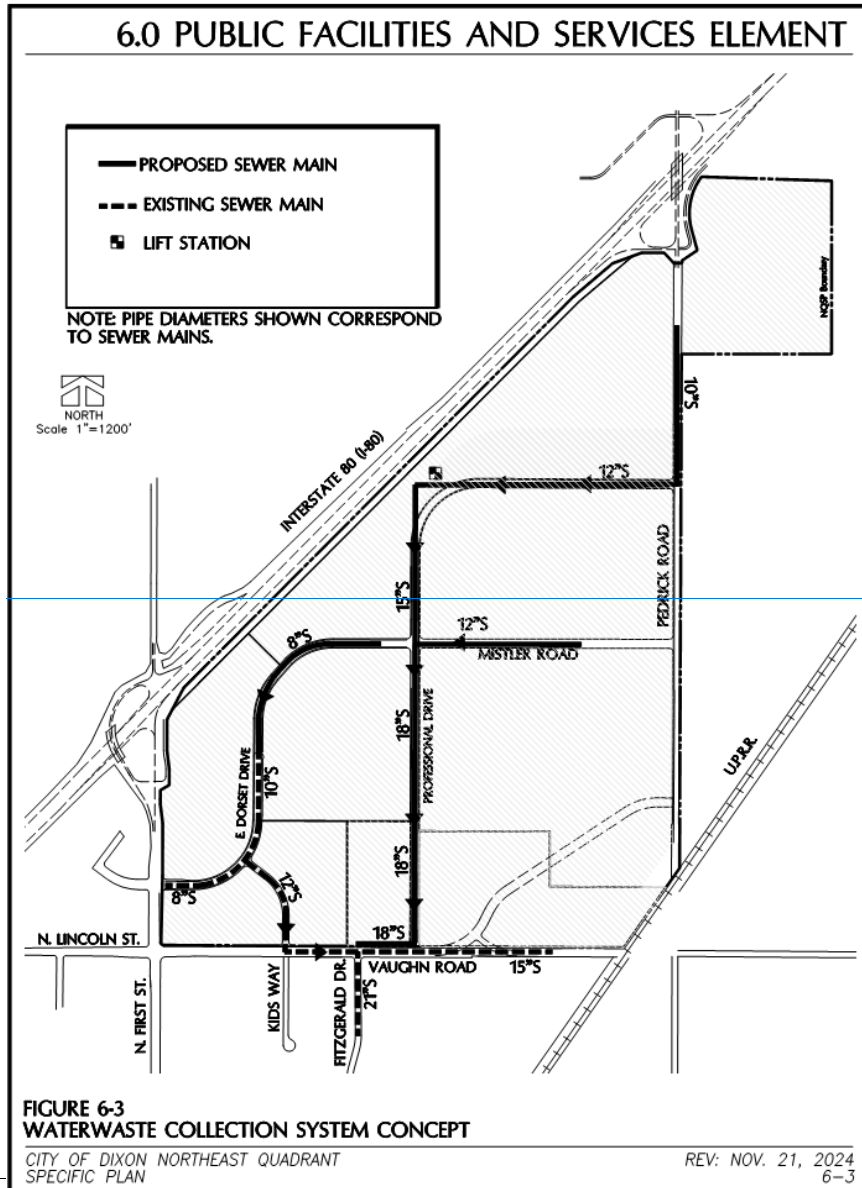 6.0 PUBLIC FACILITIES AND SERVICES ELEMENT
PROPOSED SEWER MAIN
EXISTING SEWER MAIN
LIFT STATION
NOTE: PIPE DIAMETERS SHOWN CORRESPOND
TO SEWER MAINS.
NORTH
Scale 1"=1200'
NQSP Boundary
10"S
INTERSTATE 80 (I-80)
12"S
PEDRICK ROAD
15"S
12"S
8"S
MISTLER ROAD
18"S
PROFESSIONAL DRIVE
U.P.R.R.
E. DORSET DRIVE
10"S
18"S
12"S
8"S
18"S
N. LINCOLN ST.
VAUGHN ROAD
15"S
KIDS WAY
FITZGERALD DR.
21"S
N. FIRST ST.
FIGURE 6-3
WATERWASTE COLLECTION SYSTEM CONCEPT
CITY OF DIXON NORTHEAST QUADRANT
SPECIFIC PLAN
REV: NOV. 21, 2024
6-3